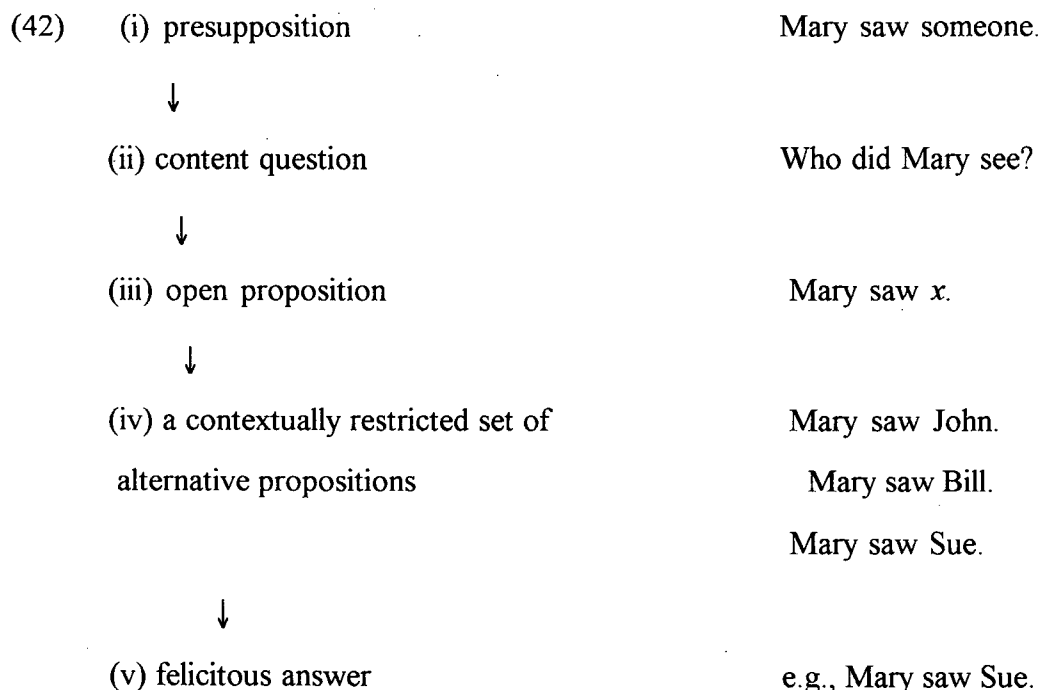 (42) (i) presupposition Mary saw someone.
↓
(ii) content question Who did Mary see?
↓
(iii) open proposition Mary saw x.
↓
(iv) a contextually restricted set of Mary saw John.
alternative propositions Mary saw Bill.
Mary saw Sue.
↓
(v) felicitous answer e.g., Mary saw Sue.